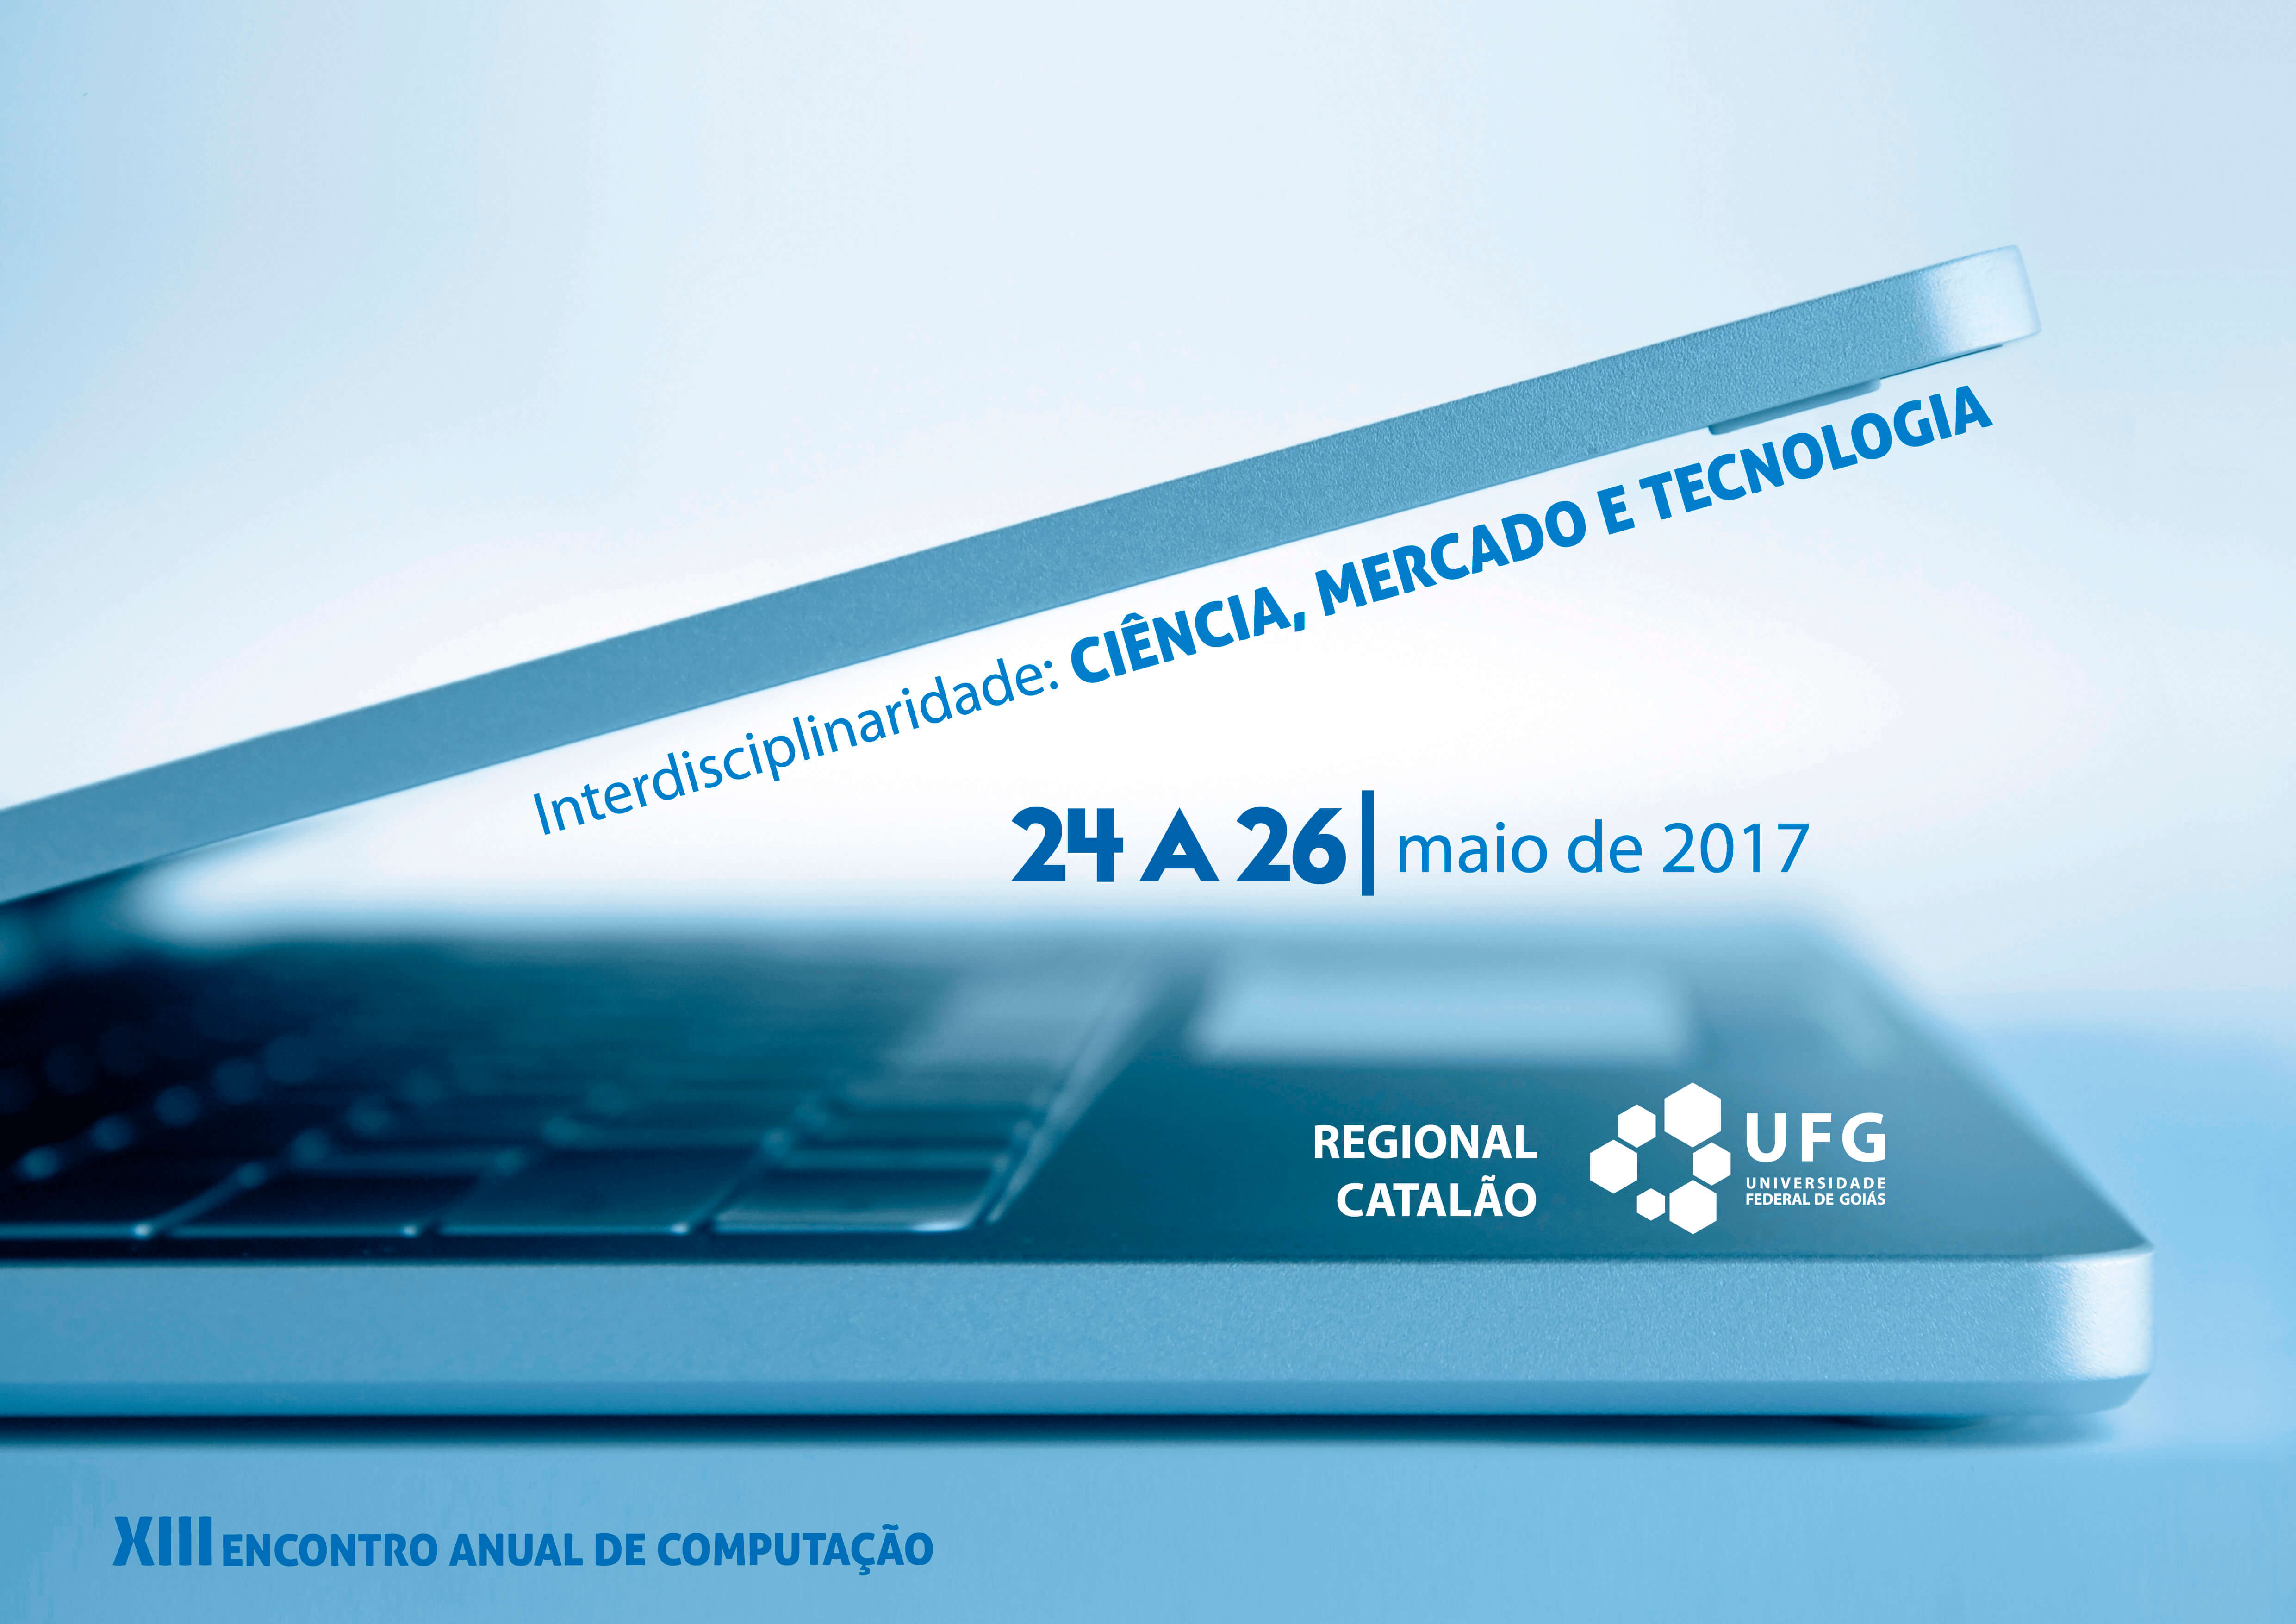 Interdisciplinaridade: CIÊNCIA, MERCADO E TECNOLOGIA
24 A 26 | maio de 2017
REGIONAL
CATALÃO
UFG
UNIVERSIDADE
FEDERAL DE GOIÁS
XIII ENCONTRO ANUAL DE COMPUTAÇÃO